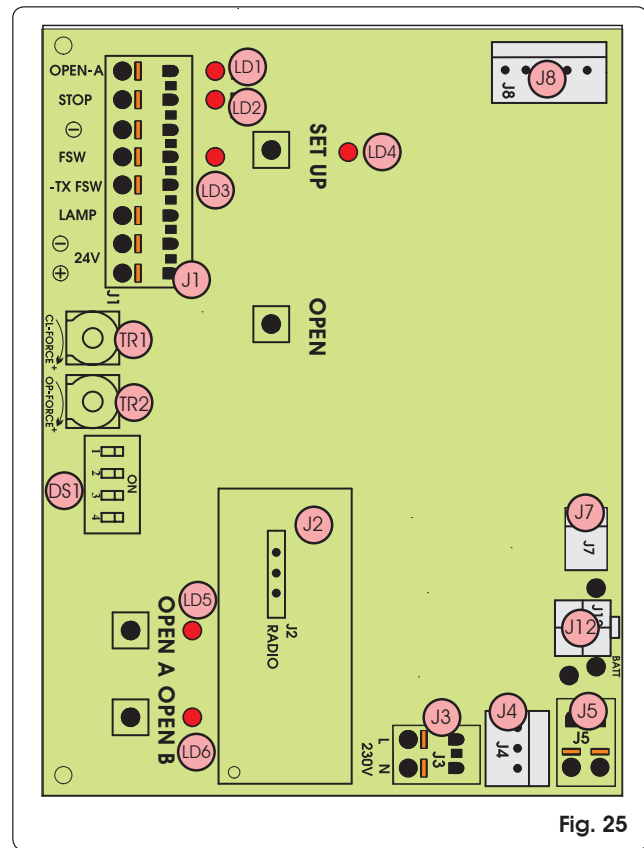 OPEN-A
LD1
STOP
LD2
⊖
FSW
SET UP
LD4
J8
J8
-TX FSW
LD3
LAMP
⊖
24V
⊕
J1
J1
OPEN
CL-FORCE +
TR1
OP-FORCE +
TR2
DS1
1
2
3
4
ON
J2
J2
RADIO
J7
J7
LD5
OPEN A
OPEN B
LD6
J12
BATT
J3
J3
L
N
230V
J4
J4
J5
J5
Fig. 25